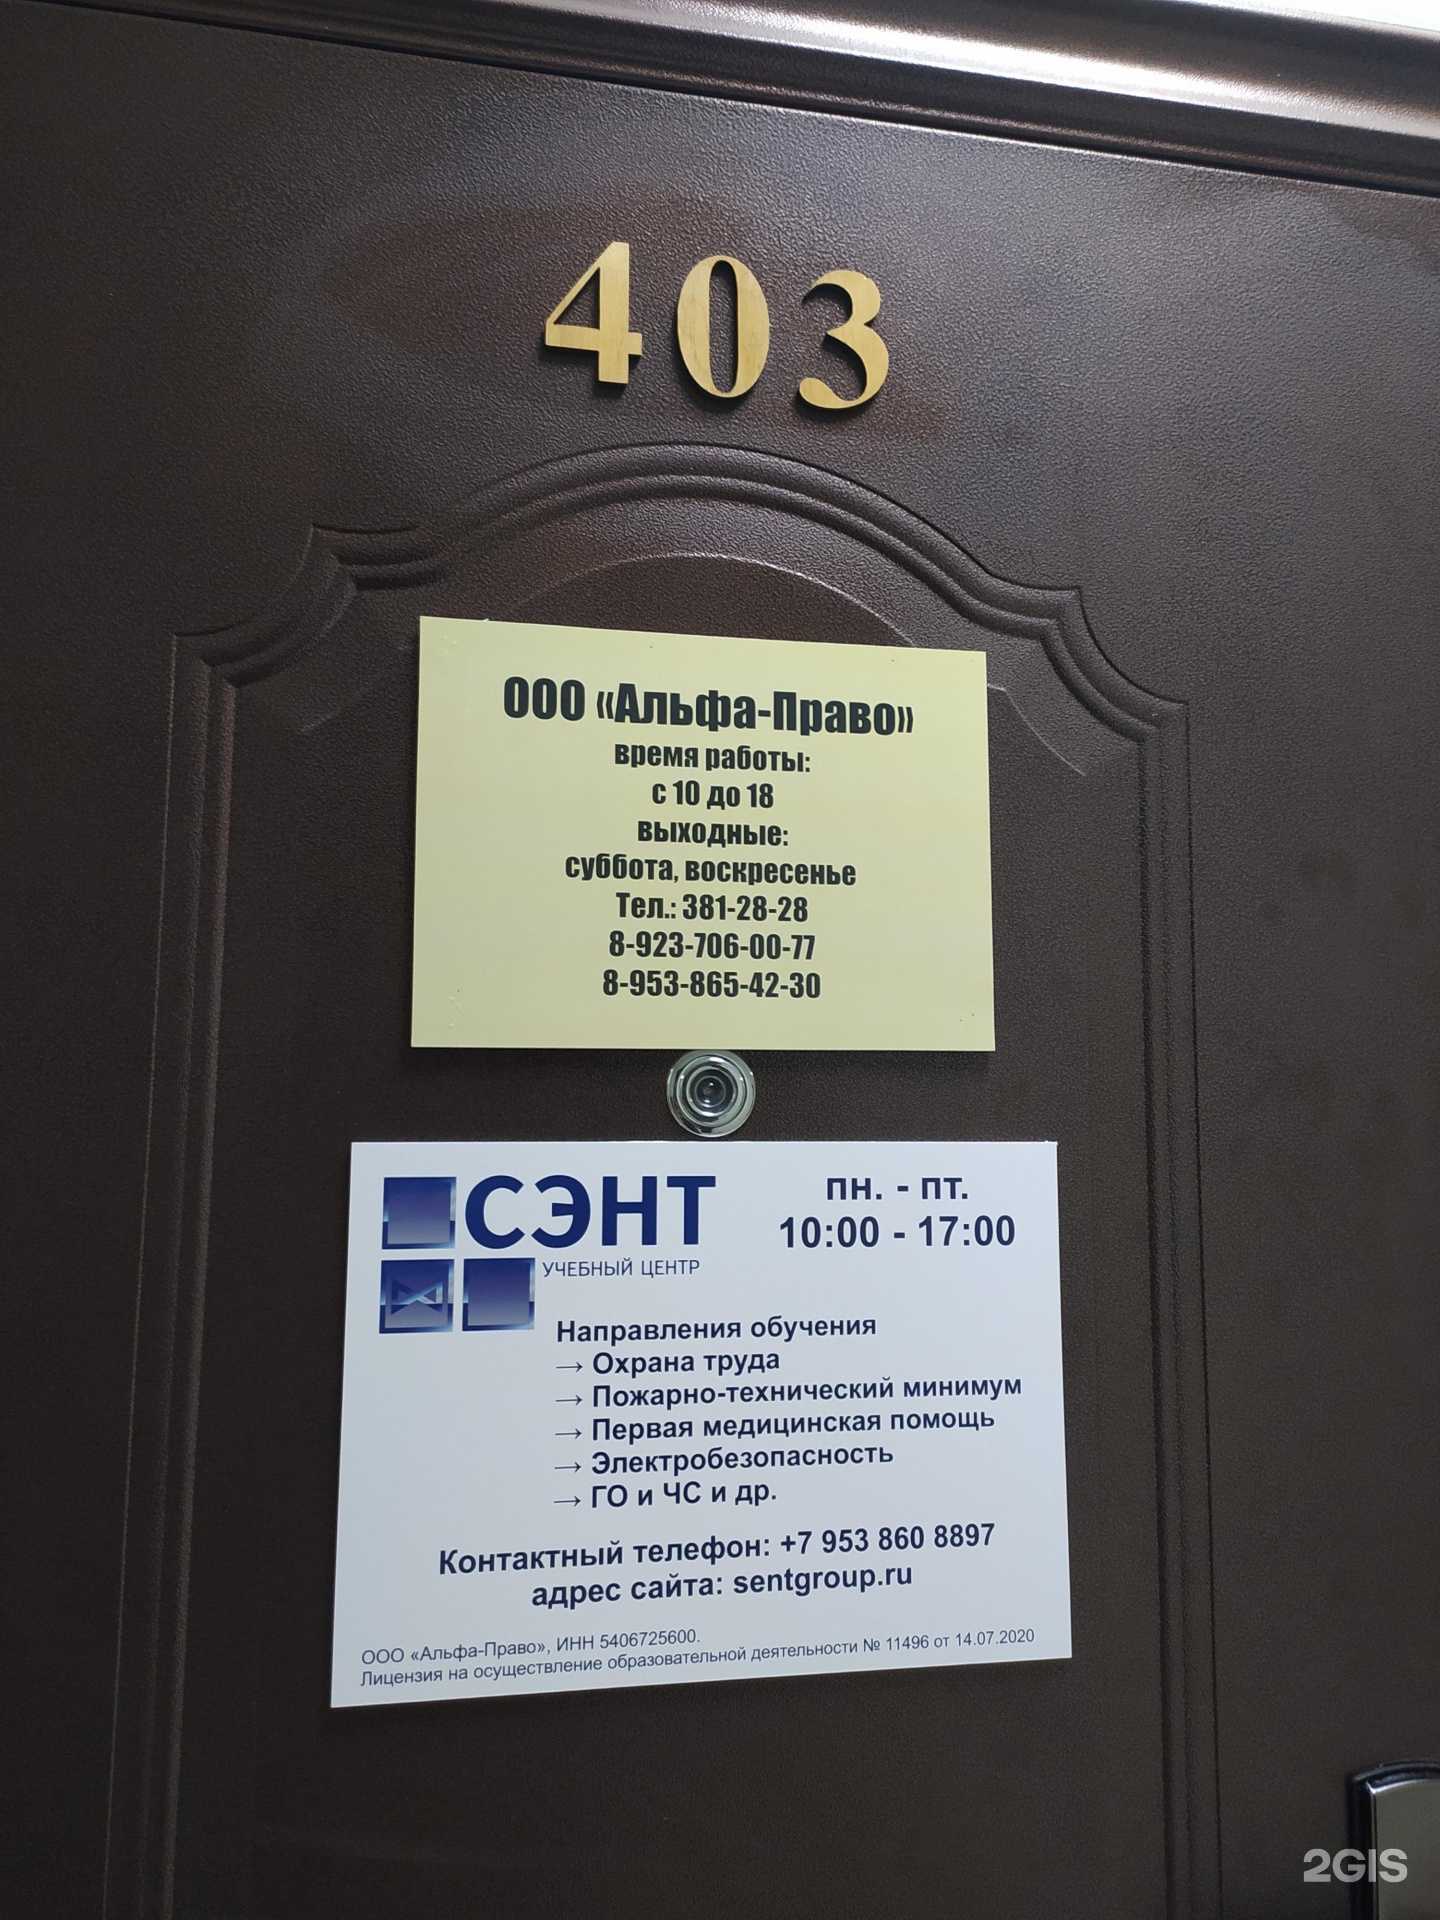 403
ООО «Альфа-Право»
время работы:
с 10 до 18
выходные:
суббота, воскресенье
Тел.: 381-28-28
8-923-706-00-77
8-953-865-42-30
СЭНТ
УЧЕБНЫЙ ЦЕНТР
пн. - пт.
10:00 - 17:00
Направления обучения
→ Охрана труда
→ Пожарно-технический минимум
→ Первая медицинская помощь
→ Электробезопасность
→ ГО и ЧС и др.
Контактный телефон: +7 953 860 8897
адрес сайта: sentgroup.ru
ООО «Альфа-Право», ИНН 5406725600.
Лицензия на осуществление образовательной деятельности № 11496 от 14.07.2020
2GIS